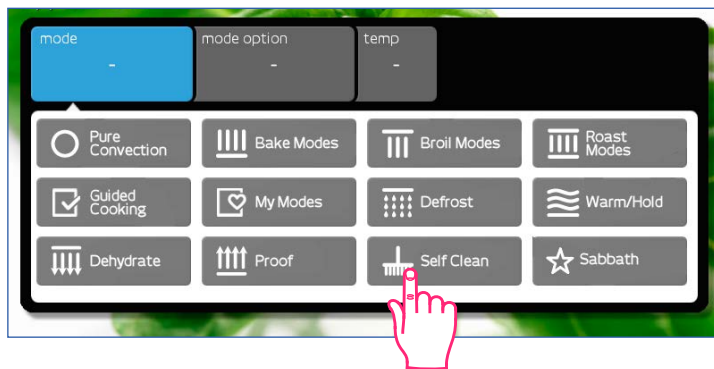 mode mode option temp
- - -
Pure
Convection
Bake Modes
Broil Modes
Roast
Modes
Guided
Cooking
My Modes
Defrost
Warm/Hold
Dehydrate
Proof
Self Clean
Sabbath